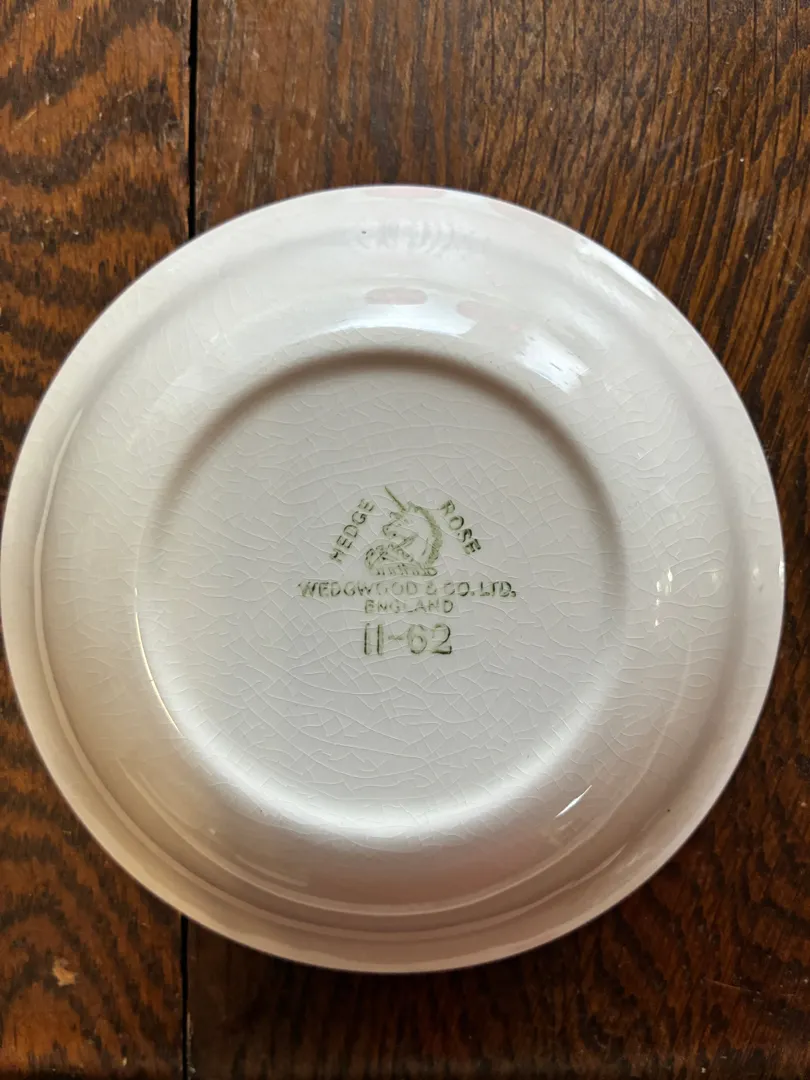 HEDGE ROSE
WEDGWOOD & CO. LTD.
ENGLAND
11-62